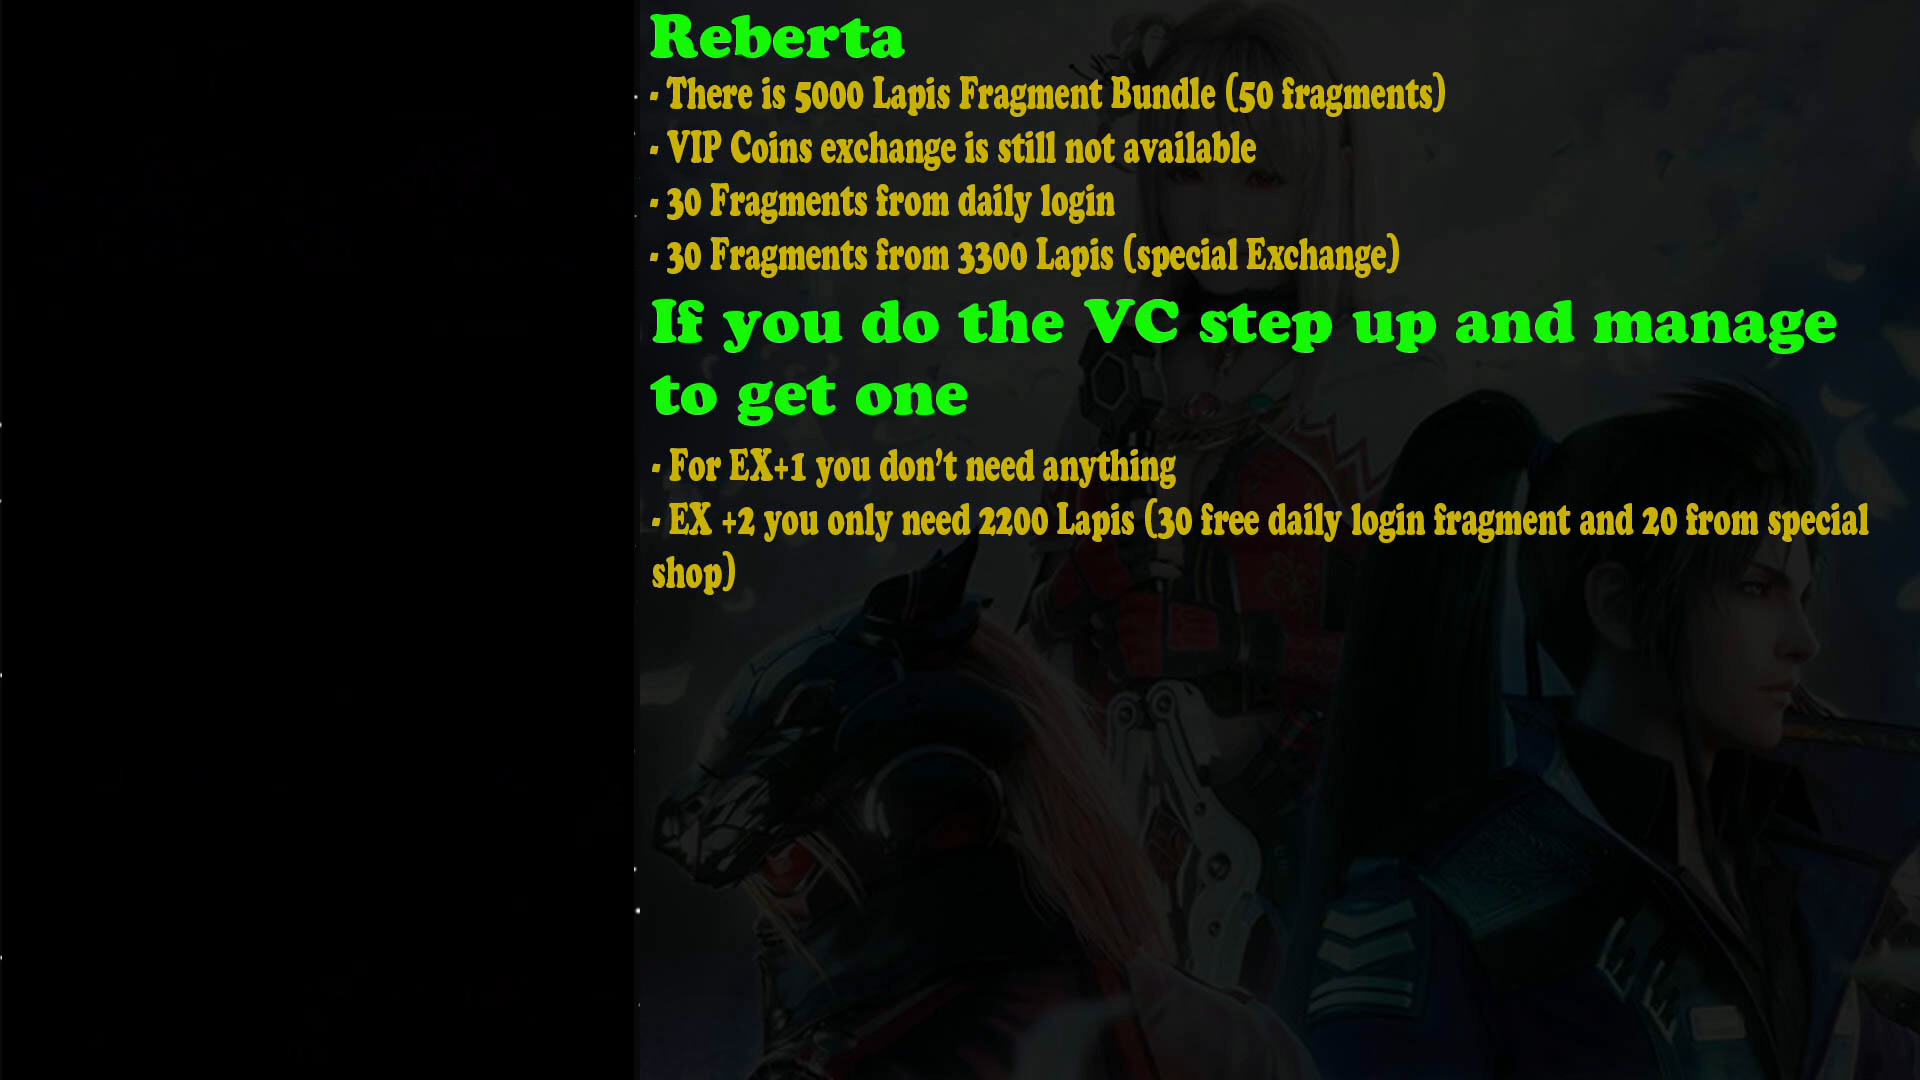 Reberta
- There is 5000 Lapis Fragment Bundle (50 fragments)
- VIP Coins exchange is still not available
- 30 Fragments from daily login
- 30 Fragments from 3300 Lapis (special Exchange)
If you do the VC step up and manage
to get one
- For EX+1 you don't need anything
- EX +2 you only need 2200 Lapis (30 free daily login fragment and 20 from special
shop)